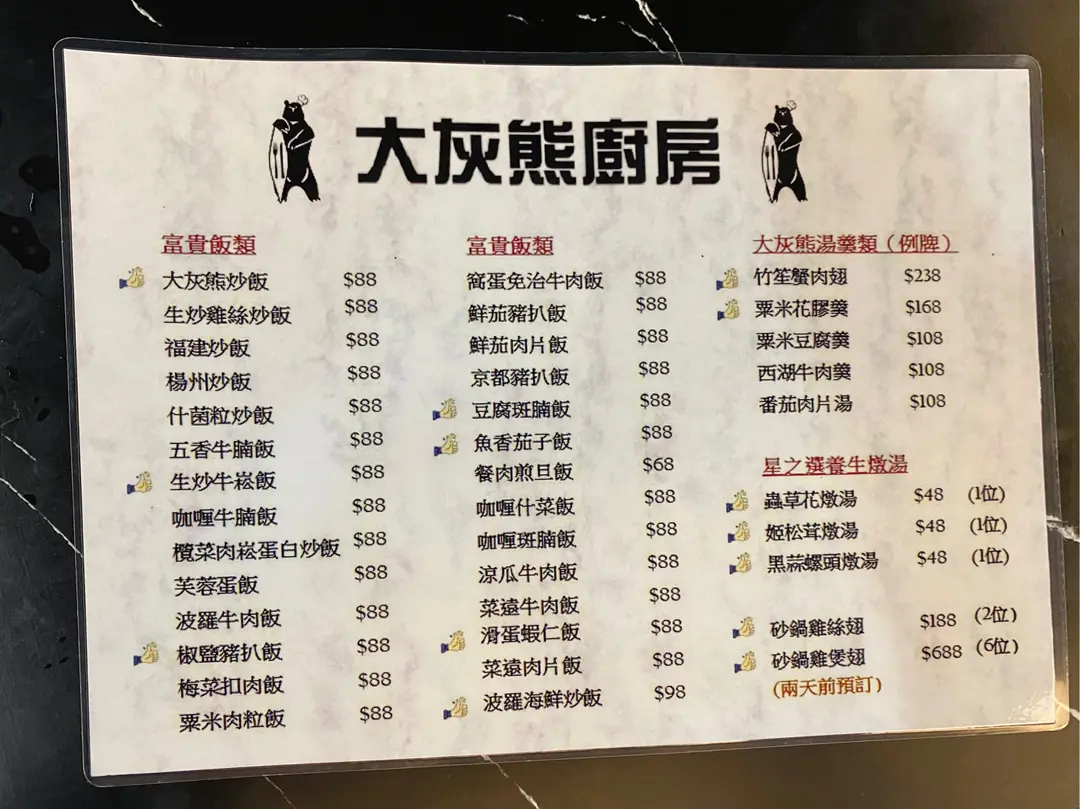 大灰熊廚房
富貴飯類
大灰熊炒飯 $88
生炒雞絲炒飯 $88
福建炒飯 $88
楊州炒飯 $88
什菌粒炒飯 $88
五香牛腩飯 $88
生炒牛崧飯 $88
咖喱牛腩飯 $88
欖菜肉崧蛋白炒飯 $88
芙蓉蛋飯 $88
波羅牛肉飯 $88
椒鹽豬扒飯 $88
梅菜扣肉飯 $88
粟米肉粒飯 $88
富貴飯類
窩蛋免治牛肉飯 $88
鮮茄豬扒飯 $88
鮮茄肉片飯 $88
京都豬扒飯 $88
豆腐斑腩飯 $88
魚香茄子飯 $88
餐肉煎旦飯 $68
咖喱什菜飯 $88
咖喱斑腩飯 $88
涼瓜牛肉飯 $88
菜遠牛肉飯 $88
滑蛋蝦仁飯 $88
菜遠肉片飯 $88
波羅海鮮炒飯 $98
大灰熊湯羹類（例牌）
竹笙蟹肉翅 $238
粟米花膠羹 $168
粟米豆腐羹 $108
西湖牛肉羹 $108
番茄肉片湯 $108
星之選養生燉湯
蟲草花燉湯 $48 (1位)
姬松茸燉湯 $48 (1位)
黑蒜螺頭燉湯 $48 (1位)
砂鍋雞絲翅 $188 (2位)
砂鍋雞煲翅 $688 (6位)
(兩天前預訂)